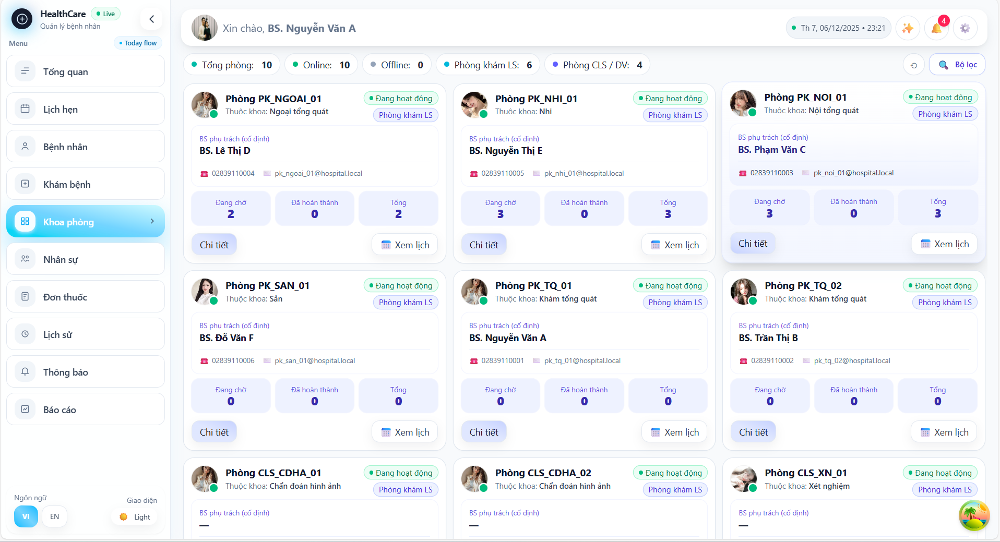 HealthCare
Live
Quản lý bệnh nhân
Menu
Today flow
Tổng quan
Lịch hẹn
Bệnh nhân
Khám bệnh
Khoa phòng
Nhân sự
Đơn thuốc
Lịch sử
Thông báo
Báo cáo
Ngôn ngữ
VI
EN
Giao diện
Light
Xin chào, BS. Nguyễn Văn A
Th 7, 06/12/2025 • 23:21
4
Tổng phòng: 10
Online: 10
Offline: 0
Phòng khám LS: 6
Phòng CLS / DV: 4
Bộ lọc
Phòng PK_NGOAI_01
Thuộc khoa: Ngoại tổng quát
Đang hoạt động
Phòng khám LS
BS phụ trách (cố định)
BS. Lê Thị D
02839110004
pk_ngoai_01@hospital.local
Đang chờ
2
Đã hoàn thành
0
Tổng
2
Chi tiết
Xem lịch
Phòng PK_NHI_01
Thuộc khoa: Nhi
Đang hoạt động
Phòng khám LS
BS phụ trách (cố định)
BS. Nguyễn Thị E
02839110005
pk_nhi_01@hospital.local
Đang chờ
3
Đã hoàn thành
0
Tổng
3
Chi tiết
Xem lịch
Phòng PK_NOI_01
Thuộc khoa: Nội tổng quát
Đang hoạt động
Phòng khám LS
BS phụ trách (cố định)
BS. Phạm Văn C
02839110003
pk_noi_01@hospital.local
Đang chờ
3
Đã hoàn thành
0
Tổng
3
Chi tiết
Xem lịch
Phòng PK_SAN_01
Thuộc khoa: Sản
Đang hoạt động
Phòng khám LS
BS phụ trách (cố định)
BS. Đỗ Văn F
02839110006
pk_san_01@hospital.local
Đang chờ
0
Đã hoàn thành
0
Tổng
0
Chi tiết
Xem lịch
Phòng PK_TQ_01
Thuộc khoa: Khám tổng quát
Đang hoạt động
Phòng khám LS
BS phụ trách (cố định)
BS. Nguyễn Văn A
02839110001
pk_tq_01@hospital.local
Đang chờ
0
Đã hoàn thành
0
Tổng
0
Chi tiết
Xem lịch
Phòng PK_TQ_02
Thuộc khoa: Khám tổng quát
Đang hoạt động
Phòng khám LS
BS phụ trách (cố định)
BS. Trần Thị B
02839110002
pk_tq_02@hospital.local
Đang chờ
0
Đã hoàn thành
0
Tổng
0
Chi tiết
Xem lịch
Phòng CLS_CDHA_01
Thuộc khoa: Chẩn đoán hình ảnh
Đang hoạt động
Phòng khám LS
BS phụ trách (cố định)
—
Phòng CLS_CDHA_02
Thuộc khoa: Chẩn đoán hình ảnh
Đang hoạt động
Phòng khám LS
BS phụ trách (cố định)
—
Phòng CLS_XN_01
Thuộc khoa: Xét nghiệm
Đang hoạt động
Phòng khám LS
BS phụ trách (cố định)
—